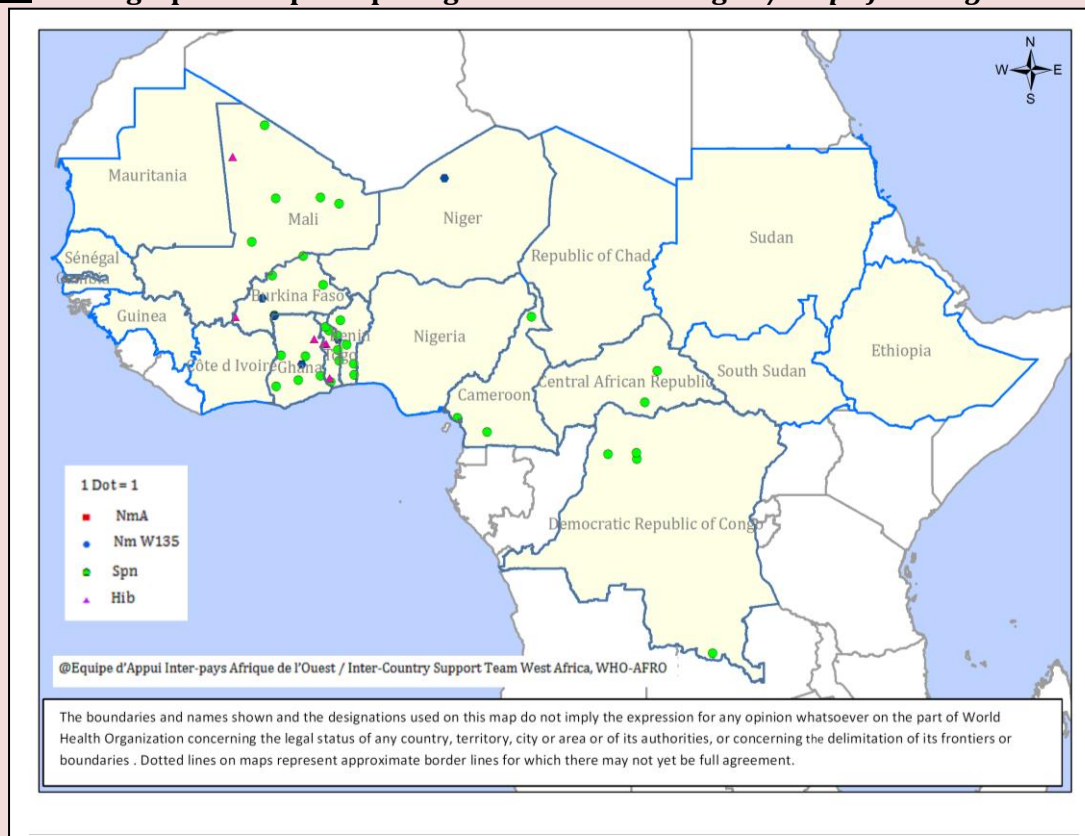 N
W E
S
Mauritania
Mali
Niger
Sénégal
Republic of Chad
Sudan
Burkina Faso
Guinea
Nigeria
Benin
Togo
Côte d Ivoire
Ghana
Ethiopia
Central African Republic
South Sudan
Cameroon
Democratic Republic of Congo
1 Dot = 1
NmA
Nm W135
Spn
Hib
@Equipe d'Appui Inter-pays Afrique de l'Ouest / Inter-Country Support Team West Africa, WHO-AFRO
The boundaries and names shown and the designations used on this map do not imply the expression for any opinion whatsoever on the part of World
Health Organization concerning the legal status of any country, territory, city or area or of its authorities, or concerning the delimitation of its frontiers or
boundaries . Dotted lines on maps represent approximate border lines for which there may not yet be full agreement.